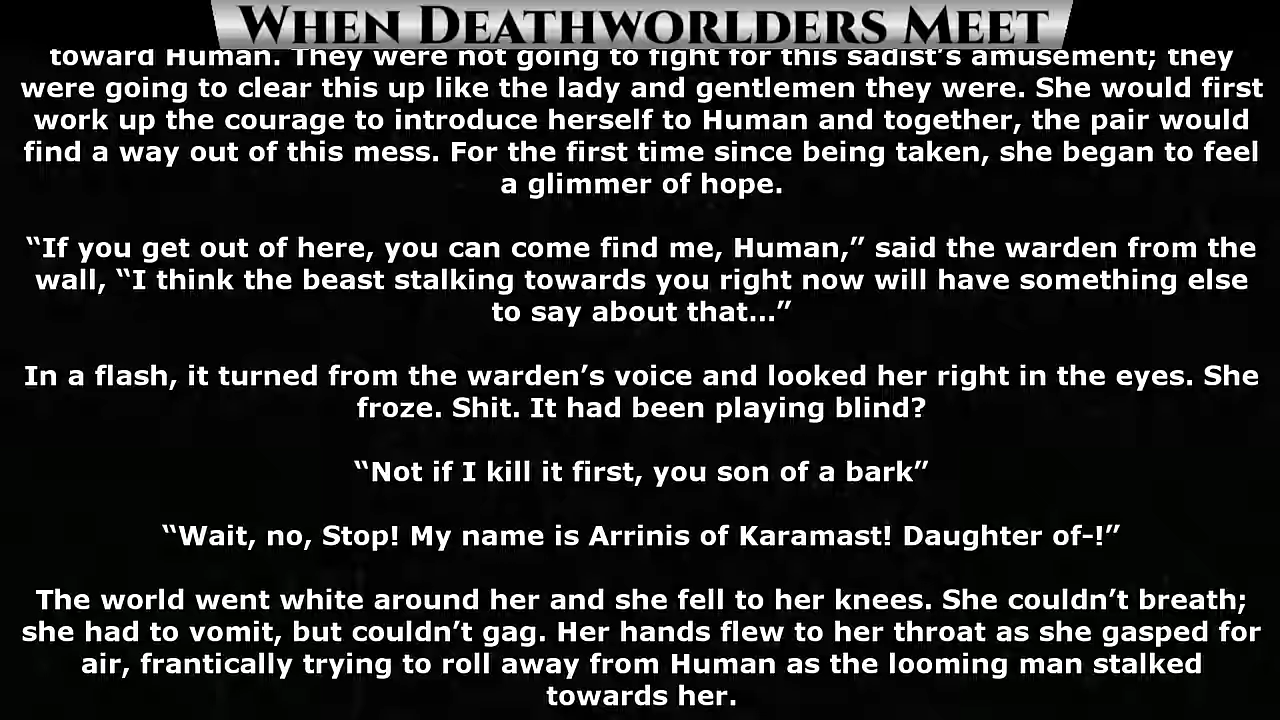 When Deathworlders Meet
toward Human. They were not going to fight for this sadist’s amusement; they
were going to clear this up like the lady and gentlemen they were. She would first
work up the courage to introduce herself to Human and together, the pair would
find a way out of this mess. For the first time since being taken, she began to feel
a glimmer of hope.
“If you get out of here, you can come find me, Human,” said the warden from the
wall, “I think the beast stalking towards you right now will have something else
to say about that...”
In a flash, it turned from the warden’s voice and looked her right in the eyes. She
froze. Shit. It had been playing blind?
“Not if I kill it first, you son of a bark”
“Wait, no, Stop! My name is Arrinis of Karamast! Daughter of-!”
The world went white around her and she fell to her knees. She couldn’t breath;
she had to vomit, but couldn’t gag. Her hands flew to her throat as she gasped for
air, frantically trying to roll away from Human as the looming man stalked
towards her.